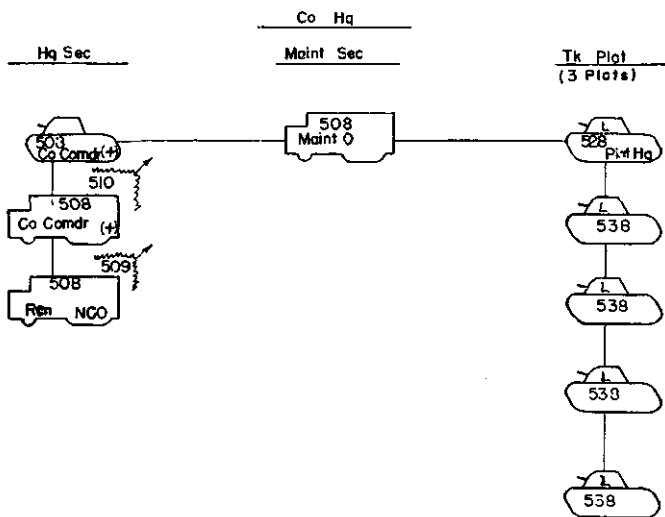 Co Hq
Hq Sec
Maint Sec
Tk Plat
(3 Plats)
503
Co Comdr (+)
508
Maint O
L
528
Plat Hq
510
508
Co Comdr (+)
L
538
509
508
Rcn NCO
L
538
L
538
L
538